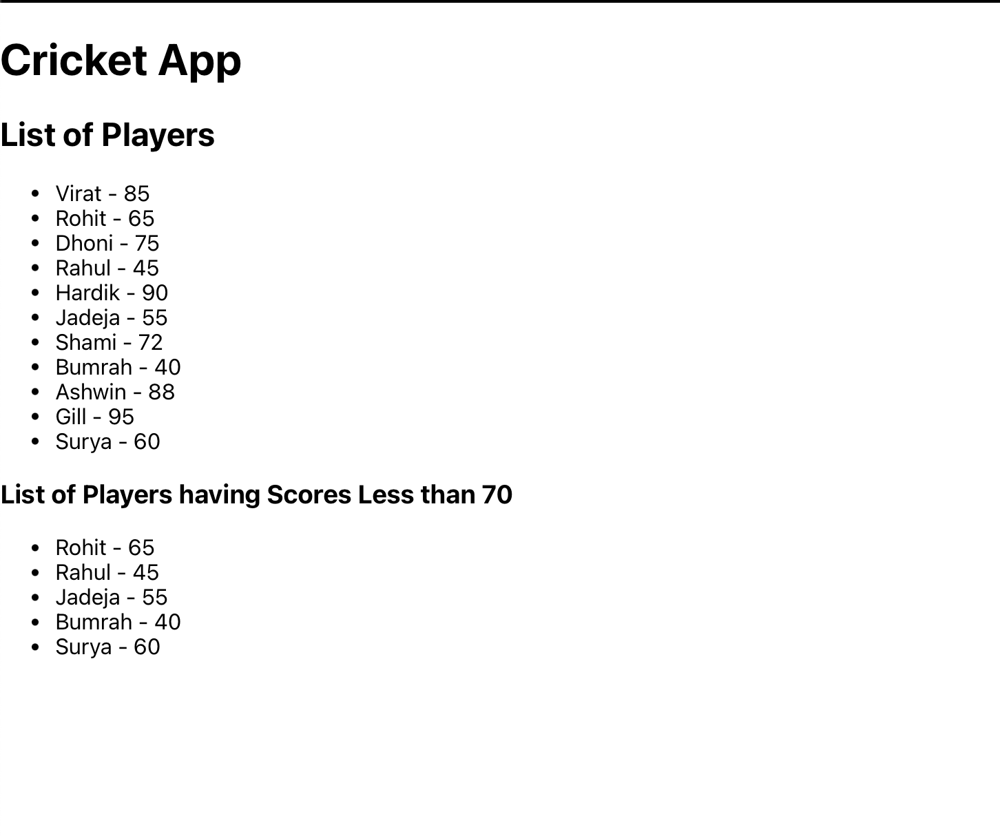 Cricket App
List of Players
• Virat - 85
• Rohit - 65
• Dhoni - 75
• Rahul - 45
• Hardik - 90
• Jadeja - 55
• Shami - 72
• Bumrah - 40
• Ashwin - 88
• Gill - 95
• Surya - 60
List of Players having Scores Less than 70
• Rohit - 65
• Rahul - 45
• Jadeja - 55
• Bumrah - 40
• Surya - 60